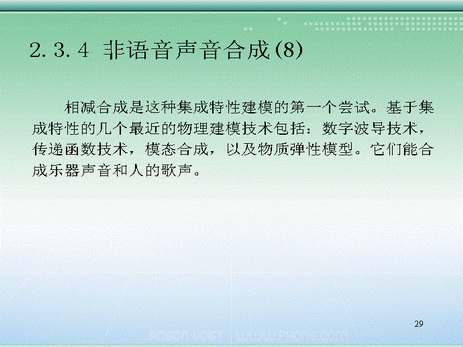 2.3.4 非语音声音合成(8)
相减合成是这种集成特性建模的第一个尝试。基于集
成特性的几个最近的物理建模技术包括：数字波导技术，
传递函数技术，模态合成，以及物质弹性模型。它们能合
成乐器声音和人的歌声。
29